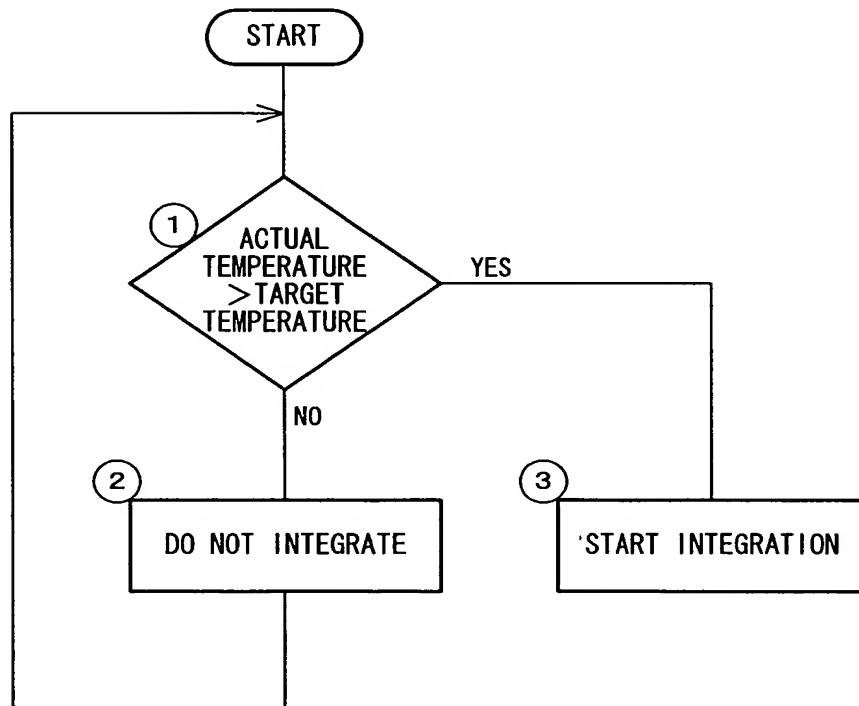 START
1
ACTUAL
TEMPERATURE
>TARGET
TEMPERATURE
YES
NO
2
DO NOT INTEGRATE
3
START INTEGRATION